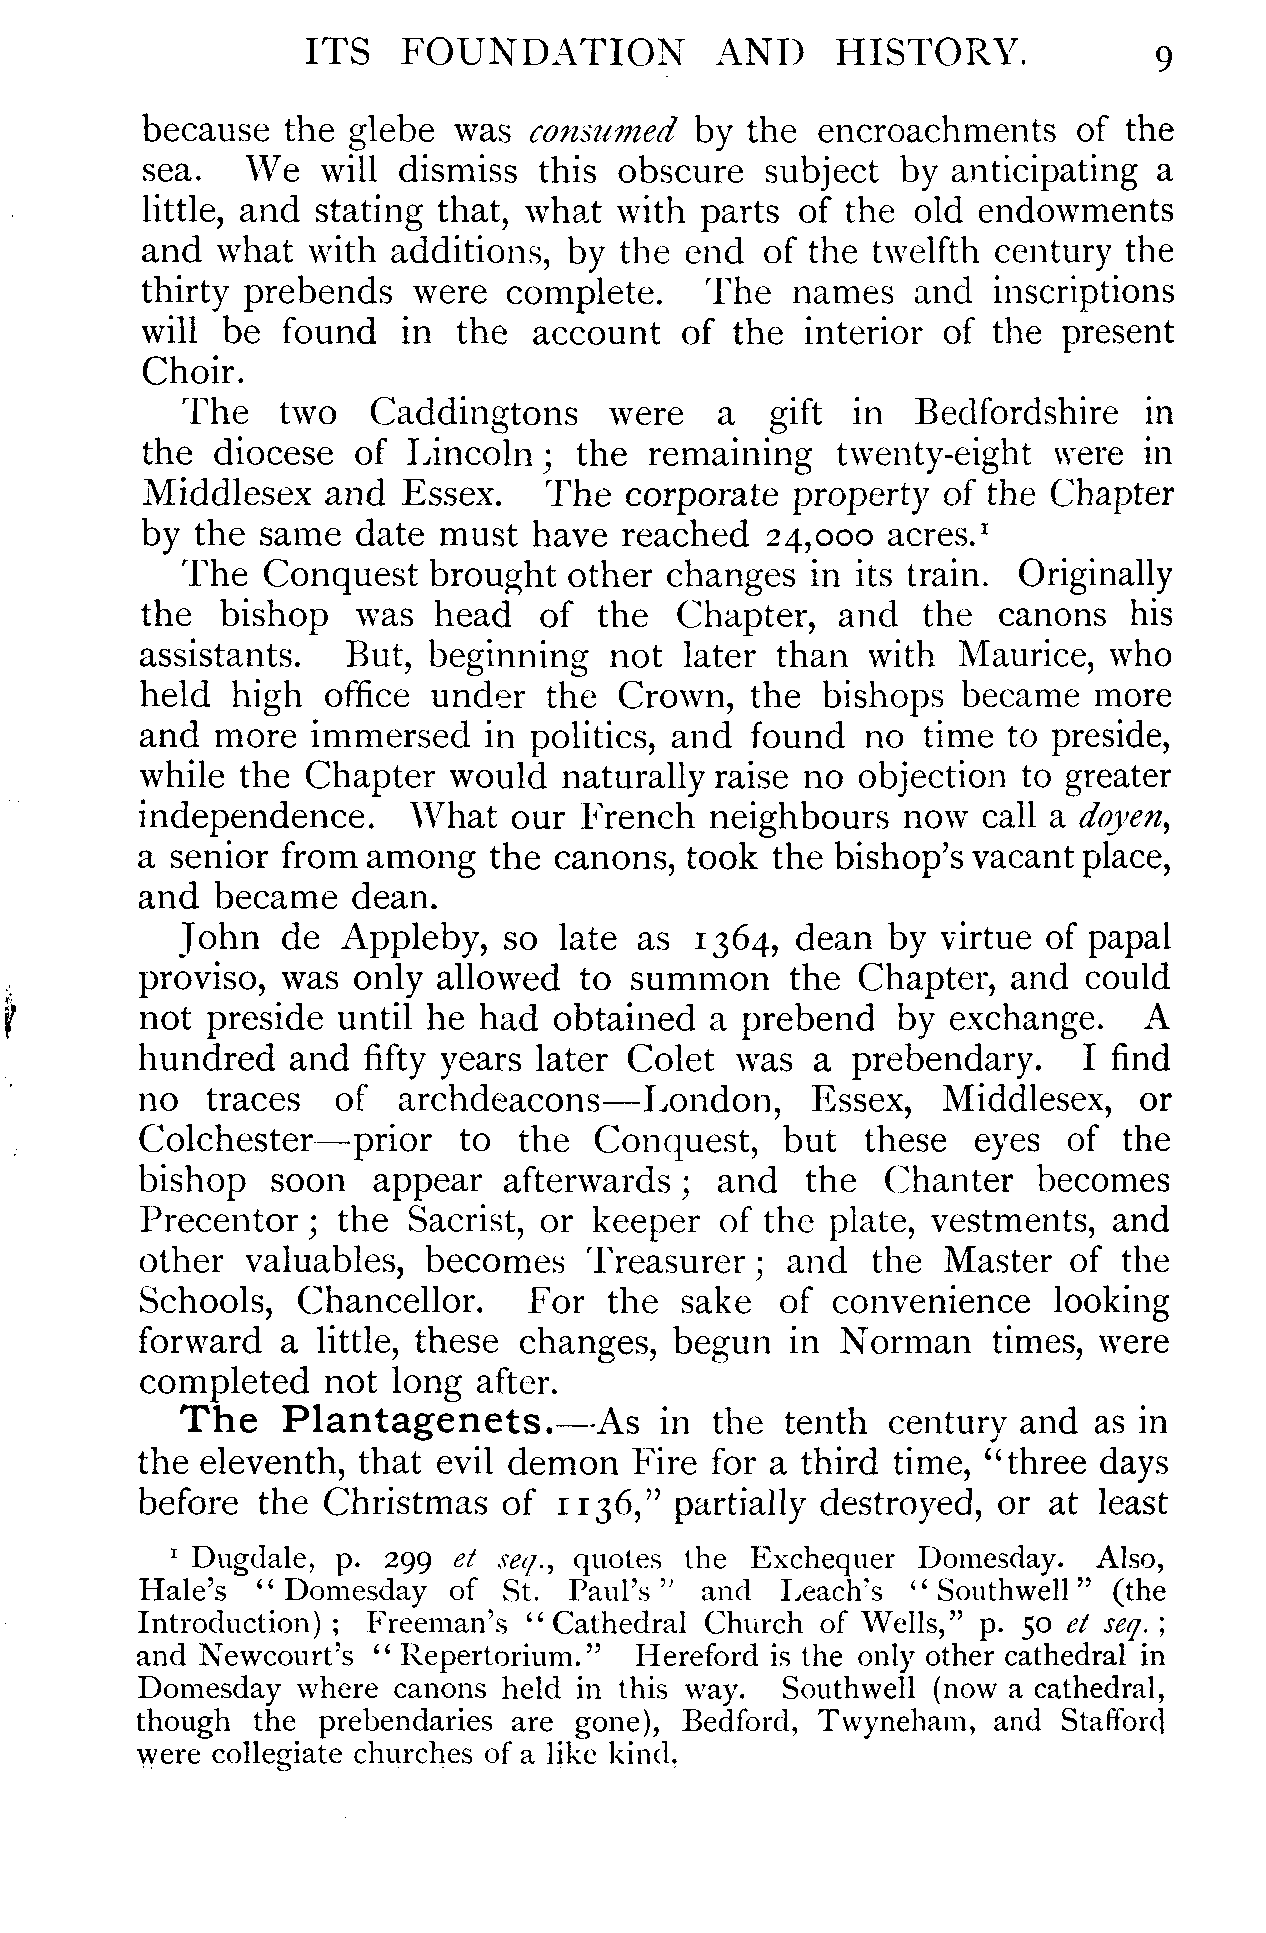 ITS FOUNDATION AND HISTORY. 9
because the glebe was consumed by the encroachments of the
sea. We will dismiss this obscure subject by anticipating a
little, and stating that, what with parts of the old endowments
and what with additions, by the end of the twelfth century the
thirty prebends were complete. The names and inscriptions
will be found in the account of the interior of the present
Choir.
The two Caddingtons were a gift in Bedfordshire in
the diocese of Lincoln ; the remaining twenty-eight were in
Middlesex and Essex. The corporate property of the Chapter
by the same date must have reached 24,000 acres.¹
The Conquest brought other changes in its train. Originally
the bishop was head of the Chapter, and the canons his
assistants. But, beginning not later than with Maurice, who
held high office under the Crown, the bishops became more
and more immersed in politics, and found no time to preside,
while the Chapter would naturally raise no objection to greater
independence. What our French neighbours now call a doyen,
a senior from among the canons, took the bishop's vacant place,
and became dean.
John de Appleby, so late as 1364, dean by virtue of papal
proviso, was only allowed to summon the Chapter, and could
not preside until he had obtained a prebend by exchange. A
hundred and fifty years later Colet was a prebendary. I find
no traces of archdeacons—London, Essex, Middlesex, or
Colchester—prior to the Conquest, but these eyes of the
bishop soon appear afterwards ; and the Chanter becomes
Precentor ; the Sacrist, or keeper of the plate, vestments, and
other valuables, becomes Treasurer ; and the Master of the
Schools, Chancellor. For the sake of convenience looking
forward a little, these changes, begun in Norman times, were
completed not long after.
The Plantagenets.—As in the tenth century and as in
the eleventh, that evil demon Fire for a third time, “three days
before the Christmas of 1136,” partially destroyed, or at least
¹ Dugdale, p. 299 et seq., quotes the Exchequer Domesday. Also,
Hale's “ Domesday of St. Paul's ” and Leach's “ Southwell ” (the
Introduction) ; Freeman's “ Cathedral Church of Wells,” p. 50 et seq. ;
and Newcourt's “ Repertorium.” Hereford is the only other cathedral in
Domesday where canons held in this way. Southwell (now a cathedral,
though the prebendaries are gone), Bedford, Twyneham, and Stafford
were collegiate churches of a like kind.